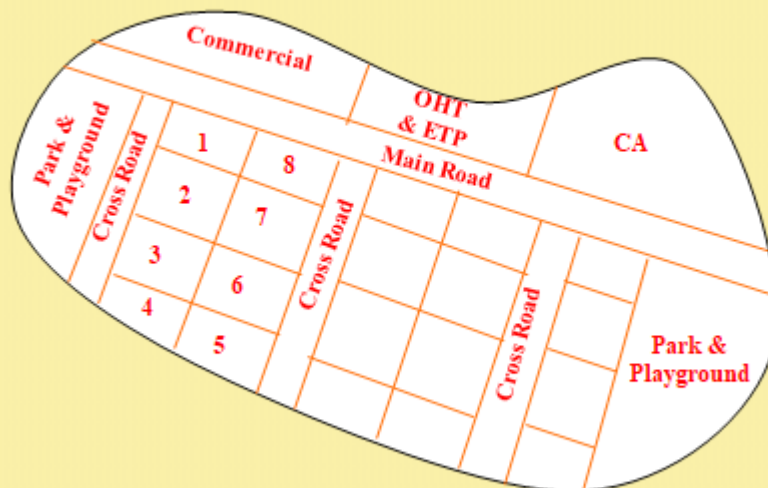 Commercial
OHT
& ETP
CA
Main Road
Park &
Playground
Cross Road
1
8
2
7
3
6
4
5
Cross Road
Cross Road
Park &
Playground